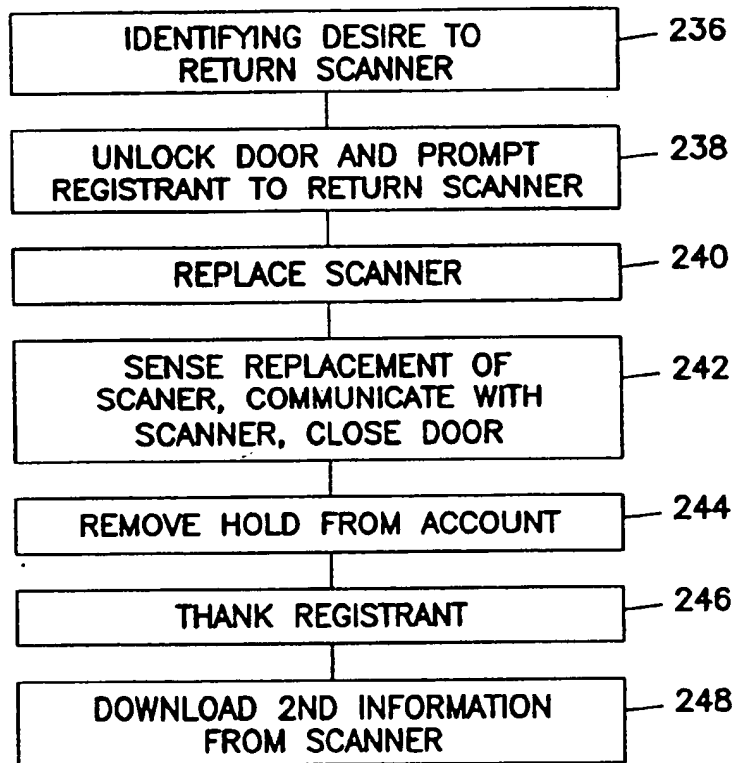 IDENTIFYING DESIRE TO
RETURN SCANNER
236
UNLOCK DOOR AND PROMPT
REGISTRANT TO RETURN SCANNER
238
REPLACE SCANNER
240
SENSE REPLACEMENT OF
SCANER, COMMUNICATE WITH
SCANNER, CLOSE DOOR
242
REMOVE HOLD FROM ACCOUNT
244
THANK REGISTRANT
246
DOWNLOAD 2ND INFORMATION
FROM SCANNER
248